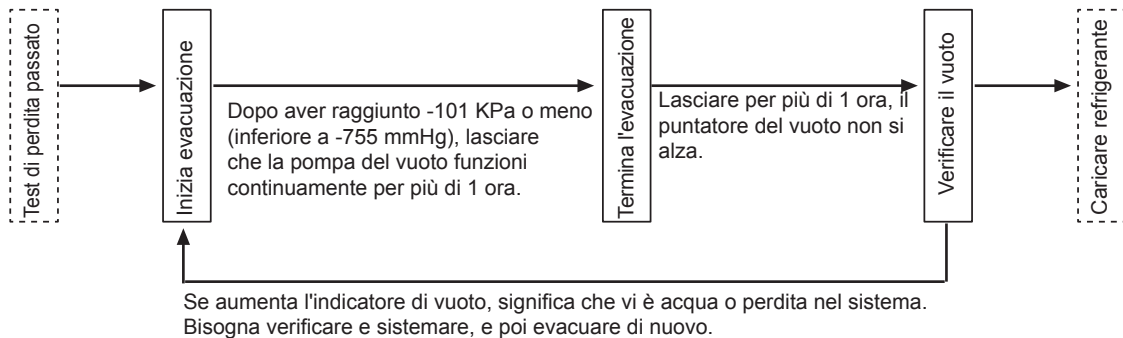 Test di perdita passato
Inizia evacuazione
Dopo aver raggiunto -101 KPa o meno
(inferiore a -755 mmHg), lasciare
che la pompa del vuoto funzioni
continuamente per più di 1 ora.
Termina l'evacuazione
Lasciare per più di 1 ora, il
puntatore del vuoto non si
alza.
Verificare il vuoto
Caricare refrigerante
Se aumenta l'indicatore di vuoto, significa che vi è acqua o perdita nel sistema.
Bisogna verificare e sistemare, e poi evacuare di nuovo.